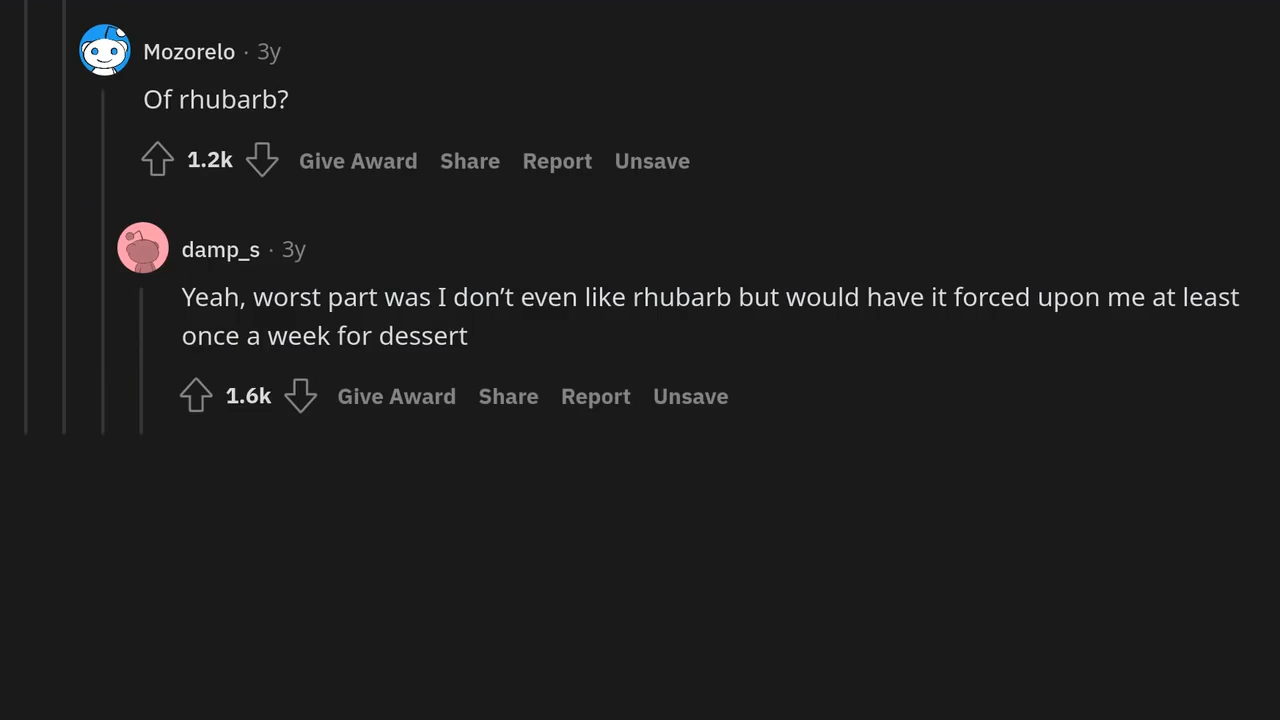 Mozorelo · 3y
Of rhubarb?
1.2k Give Award Share Report Unsave
damp_s · 3y
Yeah, worst part was I don’t even like rhubarb but would have it forced upon me at least
once a week for dessert
1.6k Give Award Share Report Unsave